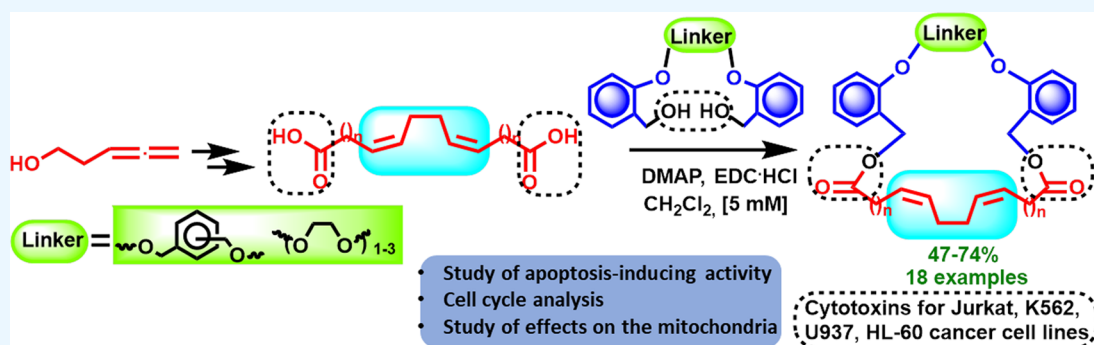 Linker
O
O
OH HO
HO
( )n
( )n
OH
O
O
HO
DMAP, EDC·HCl
CH2Cl2, [5 mM]
Linker
O
O
O
O
O
O
( )n
( )n
47-74%
18 examples
Linker = O O (O O)1-3
• Study of apoptosis-inducing activity
• Cell cycle analysis
• Study of effects on the mitochondria
Cytotoxins for Jurkat, K562,
U937, HL-60 cancer cell lines